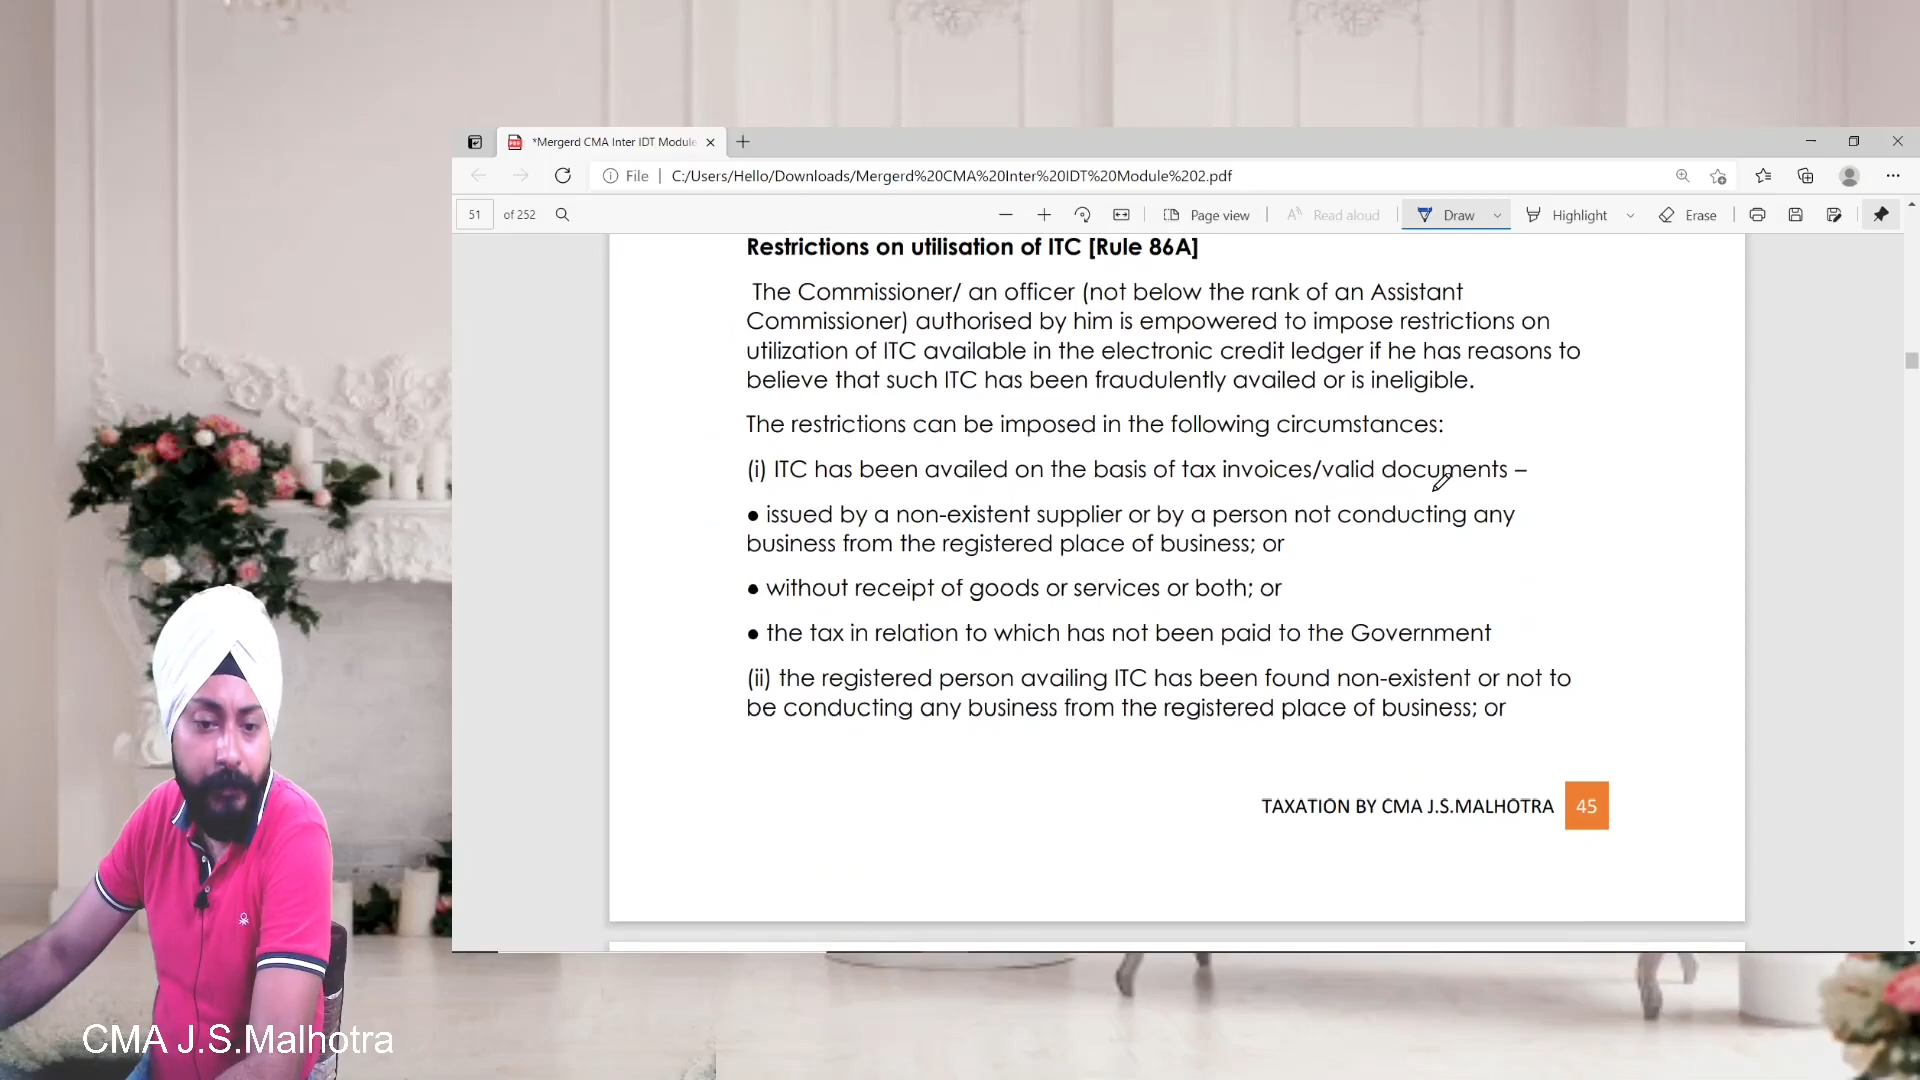 *Mergerd CMA Inter IDT Module
File | C:/Users/Hello/Downloads/Mergerd%20CMA%20Inter%20IDT%20Module%202.pdf
51 of 252 Page view Read aloud Draw Highlight Erase
Restrictions on utilisation of ITC [Rule 86A]
The Commissioner/ an officer (not below the rank of an Assistant
Commissioner) authorised by him is empowered to impose restrictions on
utilization of ITC available in the electronic credit ledger if he has reasons to
believe that such ITC has been fraudulently availed or is ineligible.
The restrictions can be imposed in the following circumstances:
(i) ITC has been availed on the basis of tax invoices/valid documents –
● issued by a non-existent supplier or by a person not conducting any
business from the registered place of business; or
● without receipt of goods or services or both; or
● the tax in relation to which has not been paid to the Government
(ii) the registered person availing ITC has been found non-existent or not to
be conducting any business from the registered place of business; or
TAXATION BY CMA J.S.MALHOTRA 45
CMA J.S.Malhotra